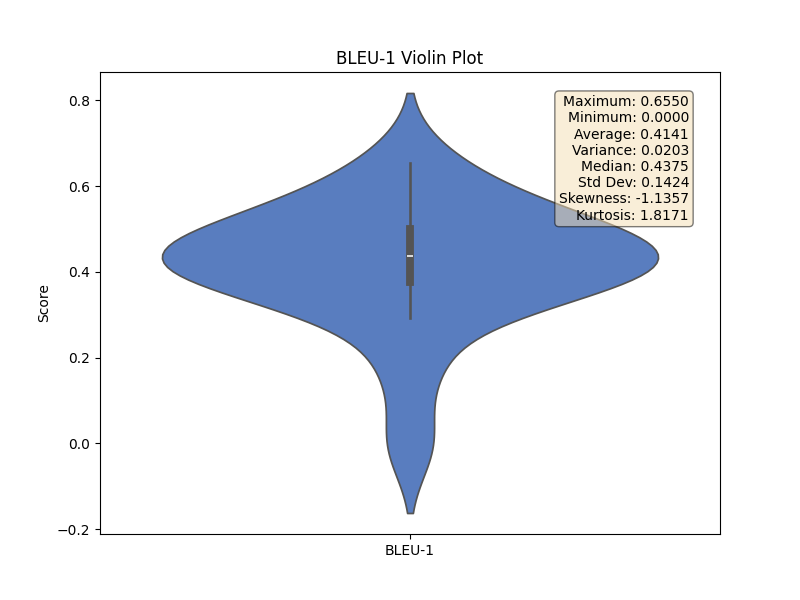 BLEU-1 Violin Plot
Maximum: 0.6550
Minimum: 0.0000
Average: 0.4141
Variance: 0.0203
Median: 0.4375
Std Dev: 0.1424
Skewness: -1.1357
Kurtosis: 1.8171
0.8
0.6
0.4
0.2
0.0
−0.2
Score
BLEU-1